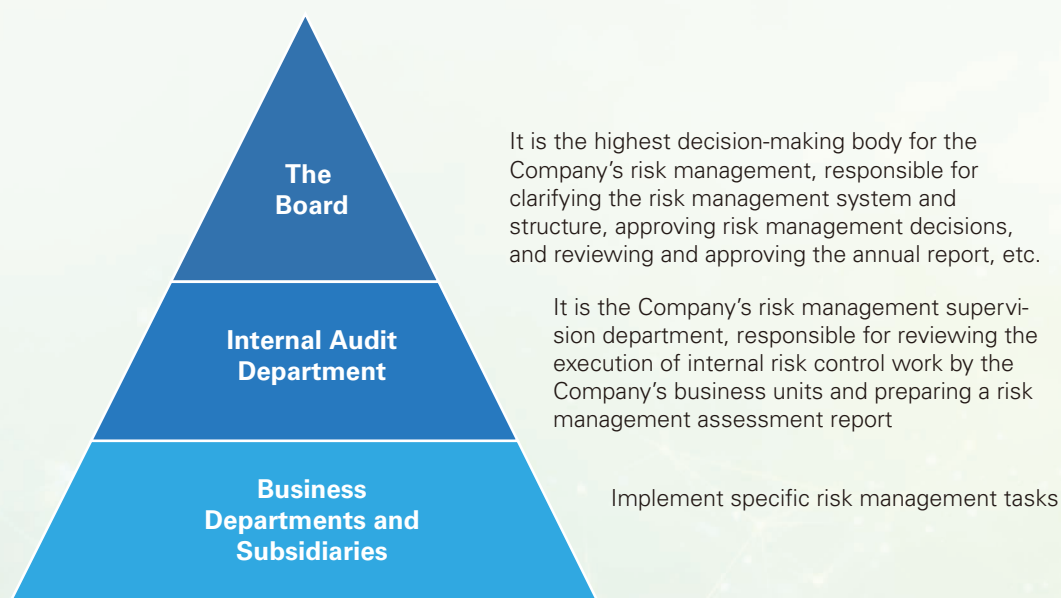 The
Board
It is the highest decision-making body for the
Company's risk management, responsible for
clarifying the risk management system and
structure, approving risk management decisions,
and reviewing and approving the annual report, etc.
Internal Audit
Department
It is the Company's risk management supervi-
sion department, responsible for reviewing the
execution of internal risk control work by the
Company's business units and preparing a risk
management assessment report
Business
Departments and
Subsidiaries
Implement specific risk management tasks